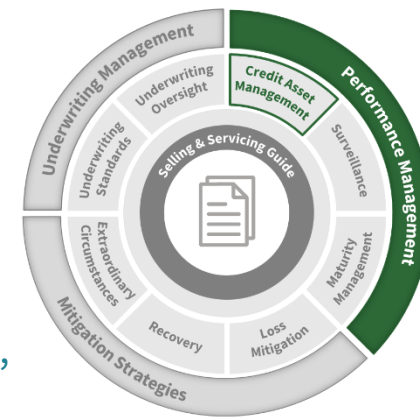 Underwriting Management
Performance Management
Mitigation Strategies
Underwriting
Oversight
Credit Asset
Management
Surveillance
Maturity
Management
Loss
Mitigation
Recovery
Extraordinary
Circumstances
Underwriting
Standards
Selling & Servicing Guide
,